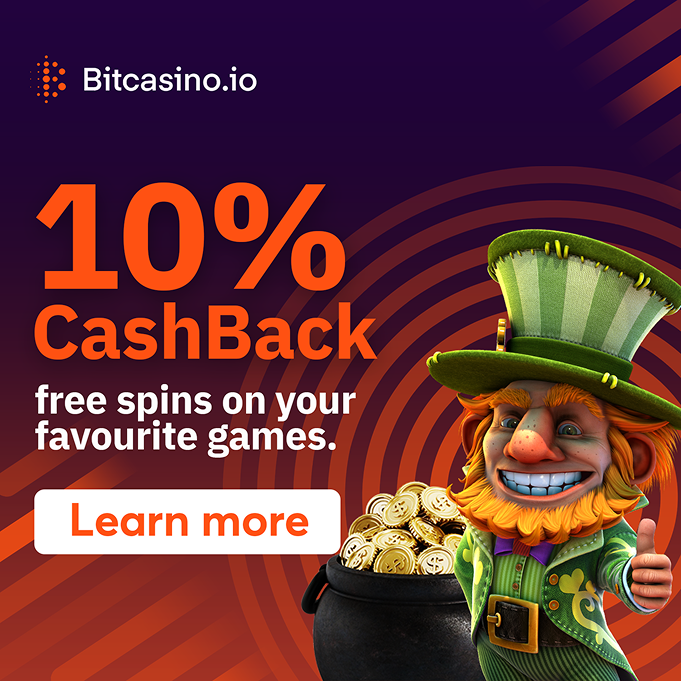 Bitcasino.io
10%
CashBack
free spins on your
favourite games.
Learn more